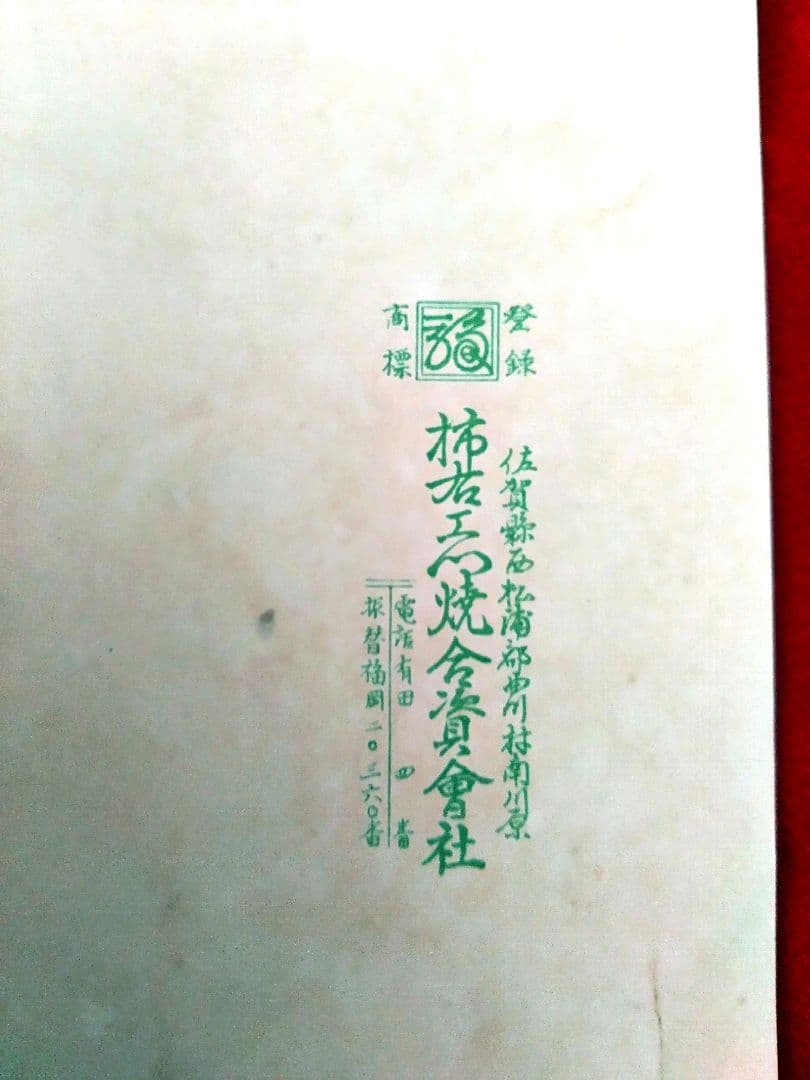 登録
福
商標
佐賀縣西松浦郡曲川村南川原
柿右エ門焼合資會社
電話有田 四番
振替福岡二〇三六〇番